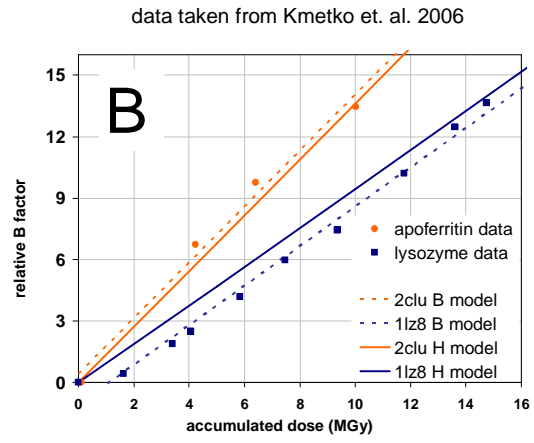 data taken from Kmetko et. al. 2006
B
15
12
9
6
3
0
relative B factor
apoferritin data
lysozyme data
2clu B model
1lz8 B model
2clu H model
1lz8 H model
0 2 4 6 8 10 12 14 16
accumulated dose (MGy)